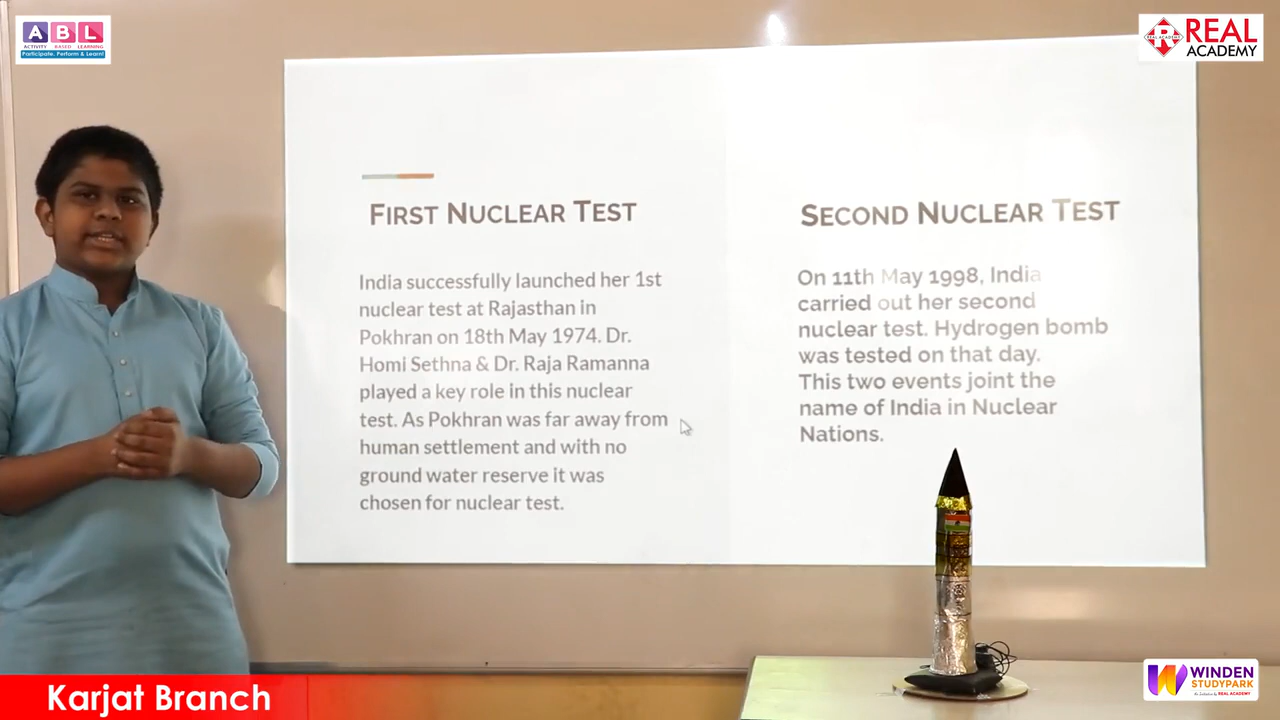 ABL
ACTIVITY BASED LEARNING
Participate, Perform & Learn!
REAL
ACADEMY
FIRST NUCLEAR TEST
India successfully launched her 1st
nuclear test at Rajasthan in
Pokhran on 18th May 1974. Dr.
Homi Sethna & Dr. Raja Ramanna
played a key role in this nuclear
test. As Pokhran was far away from
human settlement and with no
ground water reserve it was
chosen for nuclear test.
SECOND NUCLEAR TEST
On 11th May 1998, India
carried out her second
nuclear test. Hydrogen bomb
was tested on that day.
This two events joint the
name of India in Nuclear
Nations.
Karjat Branch
WINDEN
STUDYPARK
An Initiative by REAL ACADEMY